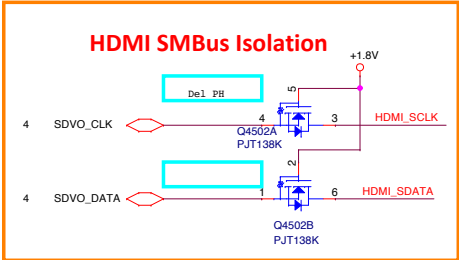 HDMI SMBus Isolation
+1.8V
Del PH
5
4 SDVO_CLK 4 3 HDMI_SCLK
Q4502A
PJT138K
2
4 SDVO_DATA 1 6 HDMI_SDATA
Q4502B
PJT138K